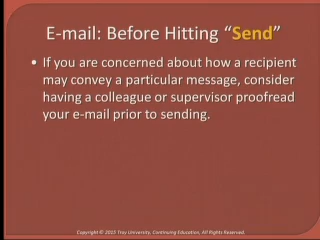 E-mail: Before Hitting “Send”
• If you are concerned about how a recipient
may convey a particular message, consider
having a colleague or supervisor proofread
your e-mail prior to sending.
Copyright © 2015 Troy University, Continuing Education, All Rights Reserved.